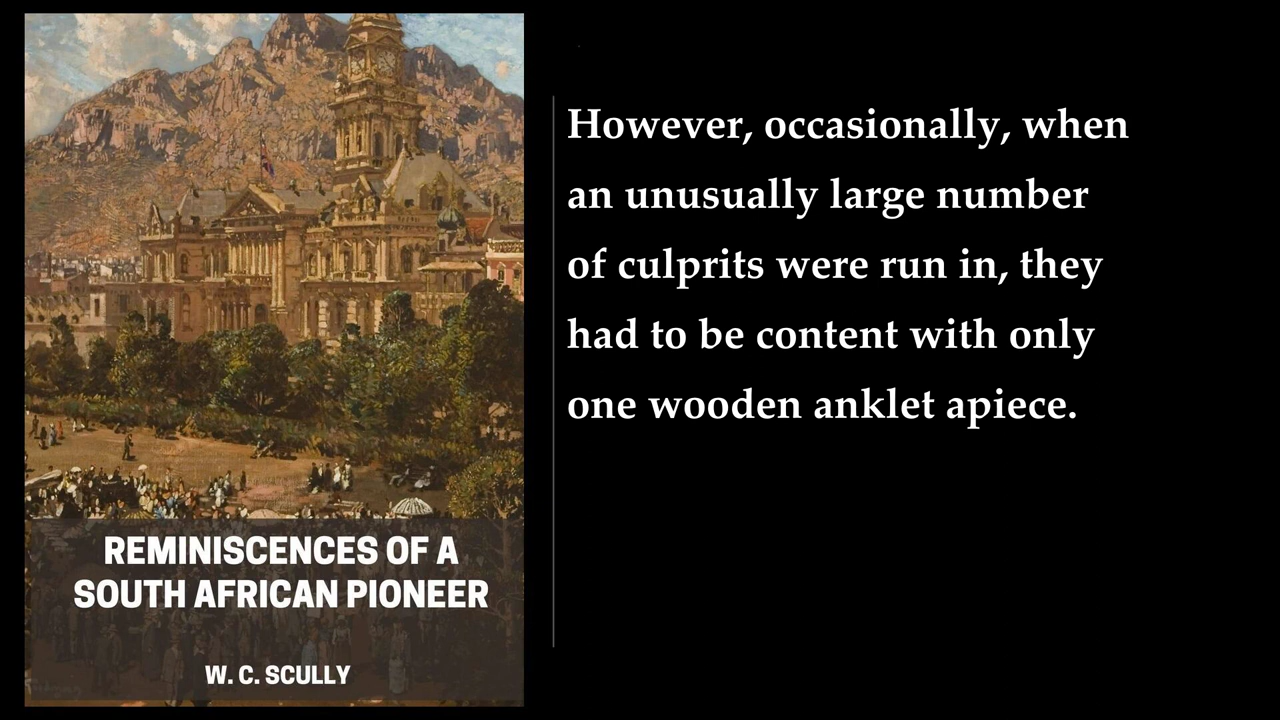 However, occasionally, when
an unusually large number
of culprits were run in, they
had to be content with only
one wooden anklet apiece.
REMINISCENCES OF A
SOUTH AFRICAN PIONEER
W. C. SCULLY